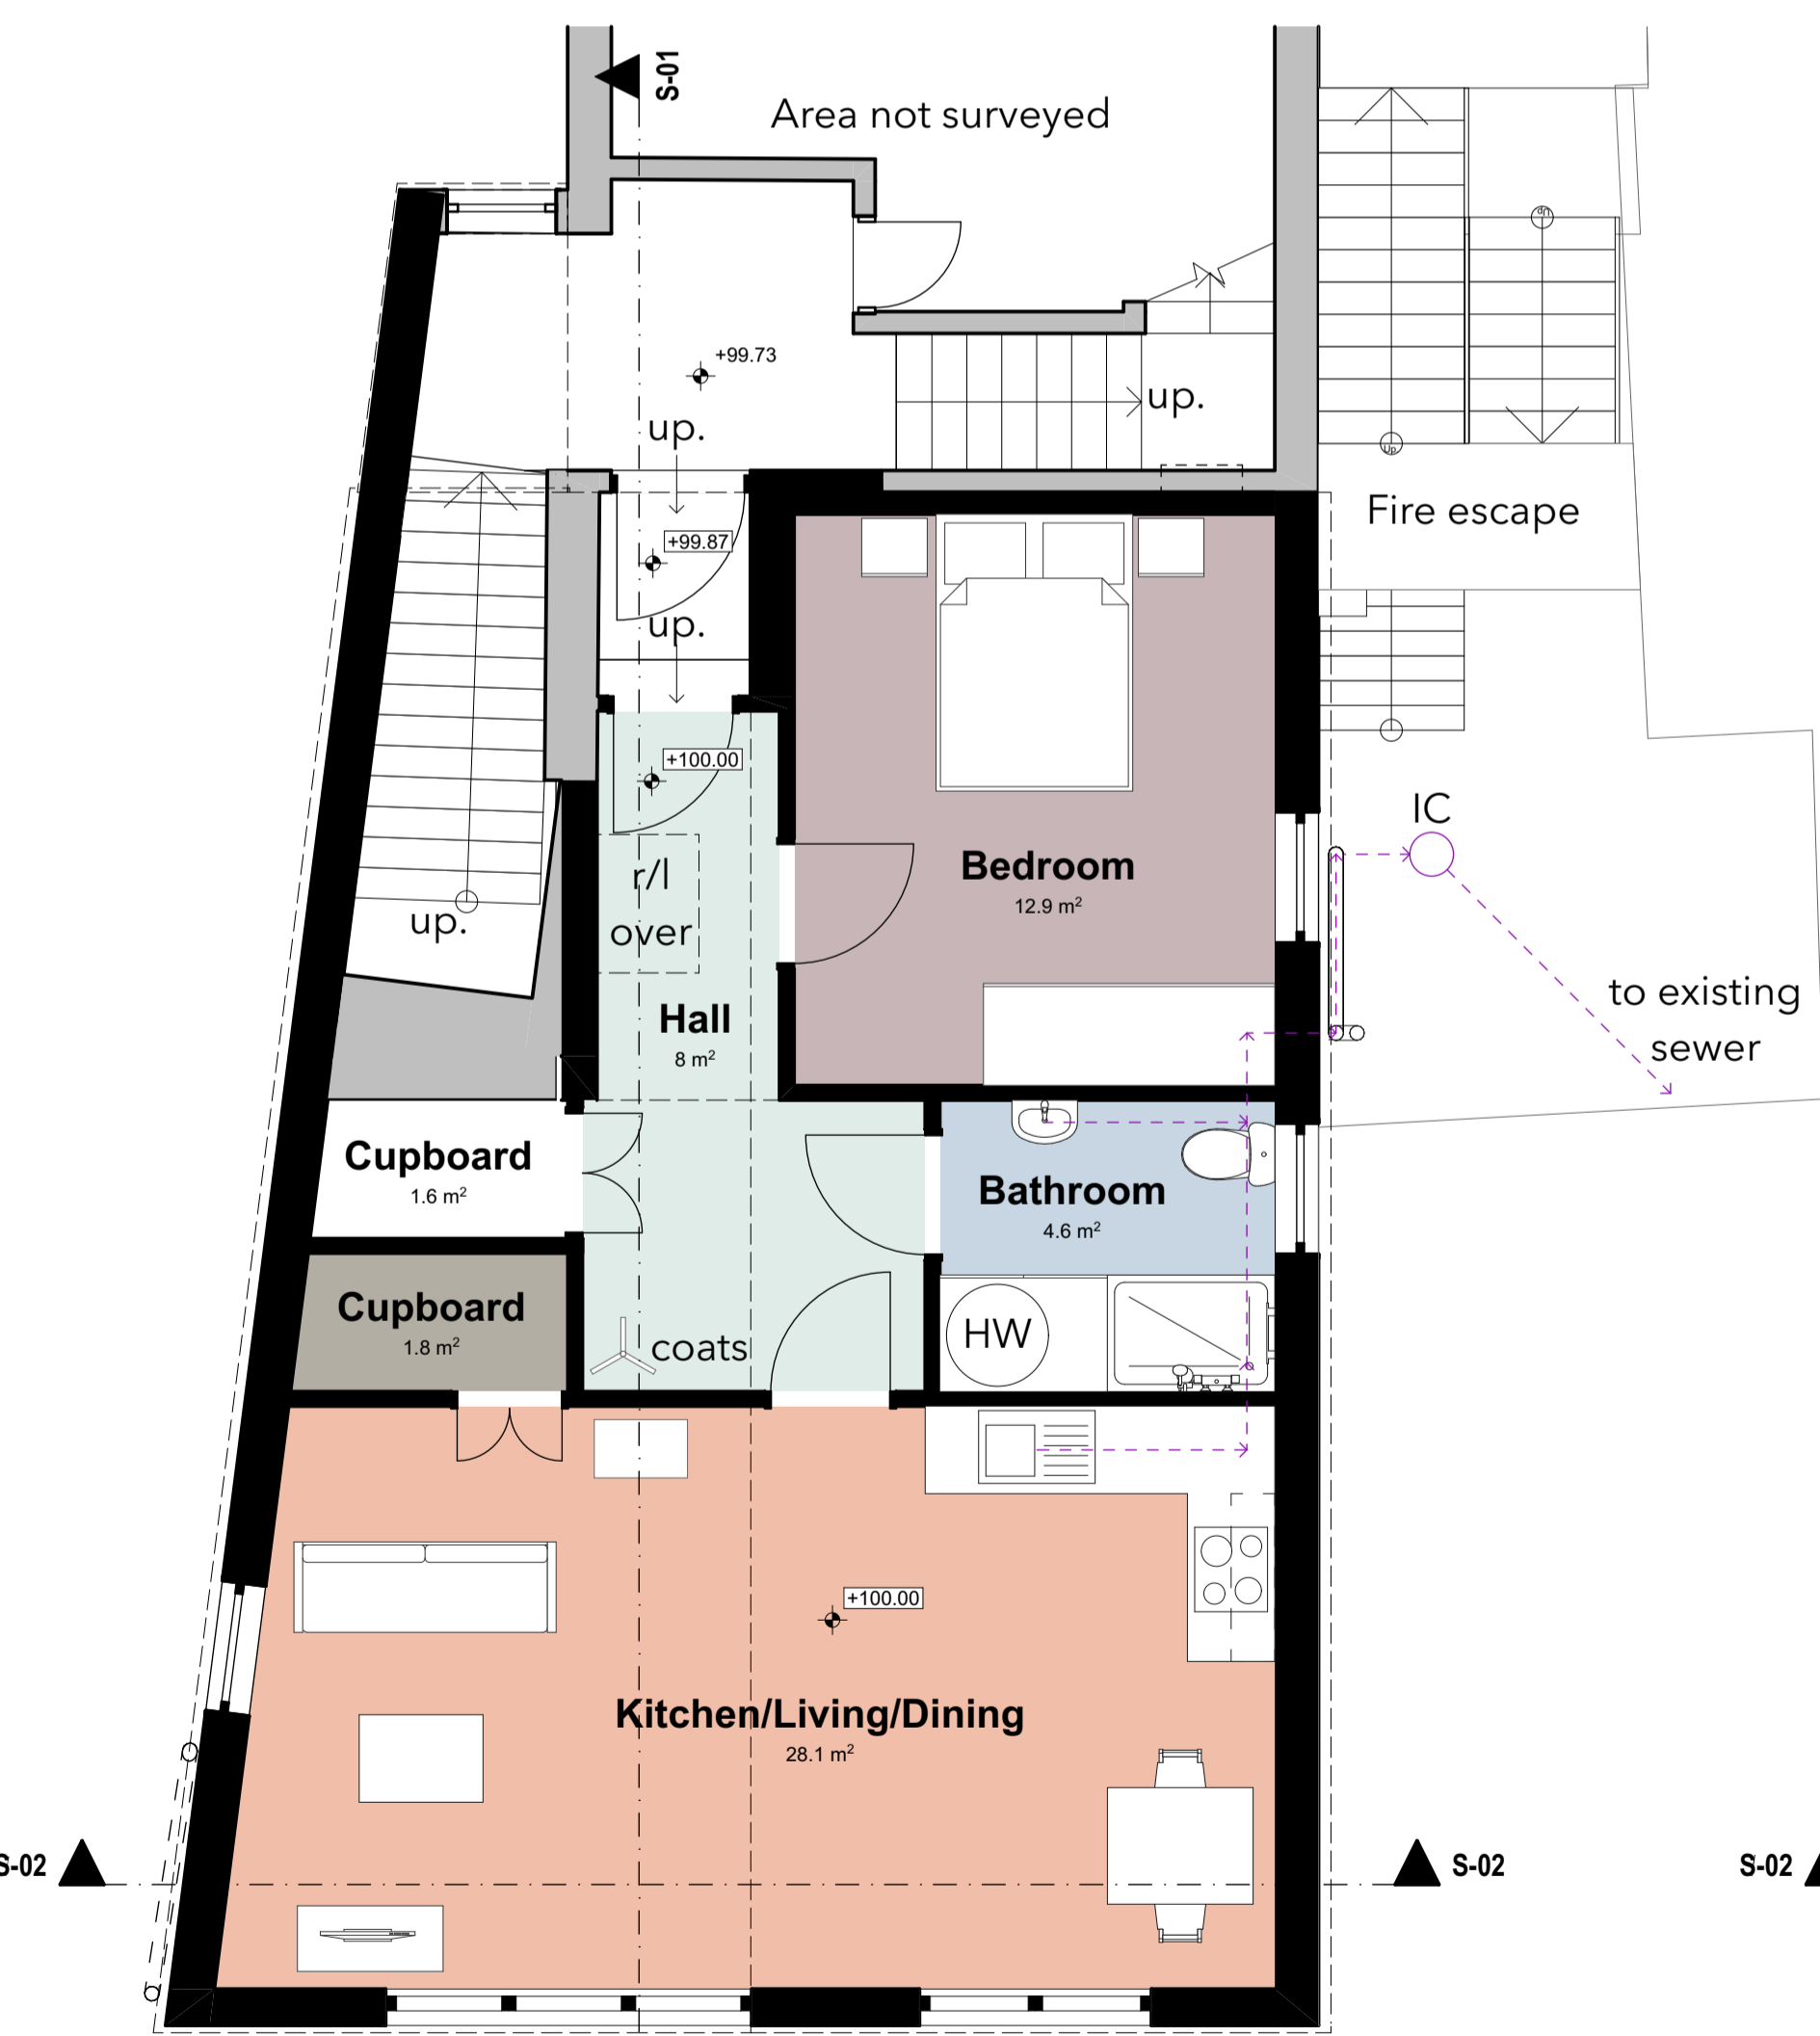 S-01
Area not surveyed
+99.73
up.
up.
Up
Up
Fire escape
+99.87
up.
+100.00
IC
r/l
over
Bedroom
12.9 m²
up.
to existing
sewer
Hall
8 m²
Cupboard
1.6 m²
Bathroom
4.6 m²
Cupboard
1.8 m²
coats
HW
+100.00
Kitchen/Living/Dining
28.1 m²
S-02
S-02
S-02